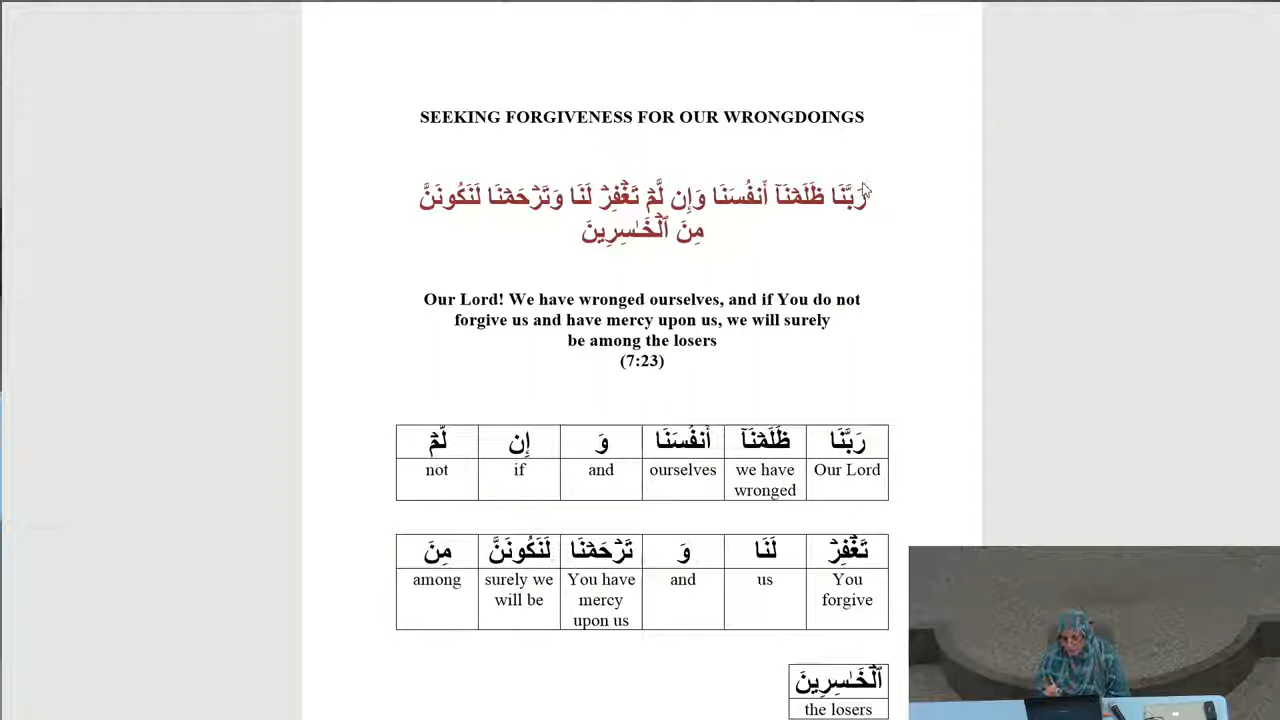 SEEKING FORGIVENESS FOR OUR WRONGDOINGS
رَبَّنَا ظَلَمْنَآ أَنفُسَنَا وَإِن لَّمْ تَغْفِرْ لَنَا وَتَرْحَمْنَا لَنَكُونَنَّ
مِنَ ٱلْخَـٰسِرِينَ
Our Lord! We have wronged ourselves, and if You do not
forgive us and have mercy upon us, we will surely
be among the losers
(7:23)
رَبَّنَا ظَلَمْنَآ أَنفُسَنَا وَ إِن لَّمْ
Our Lord we have wronged ourselves and if not
تَغْفِرْ لَنَا وَ تَرْحَمْنَا لَنَكُونَنَّ مِنَ
You forgive us and You have mercy upon us surely we will be among
ٱلْخَـٰسِرِينَ
the losers